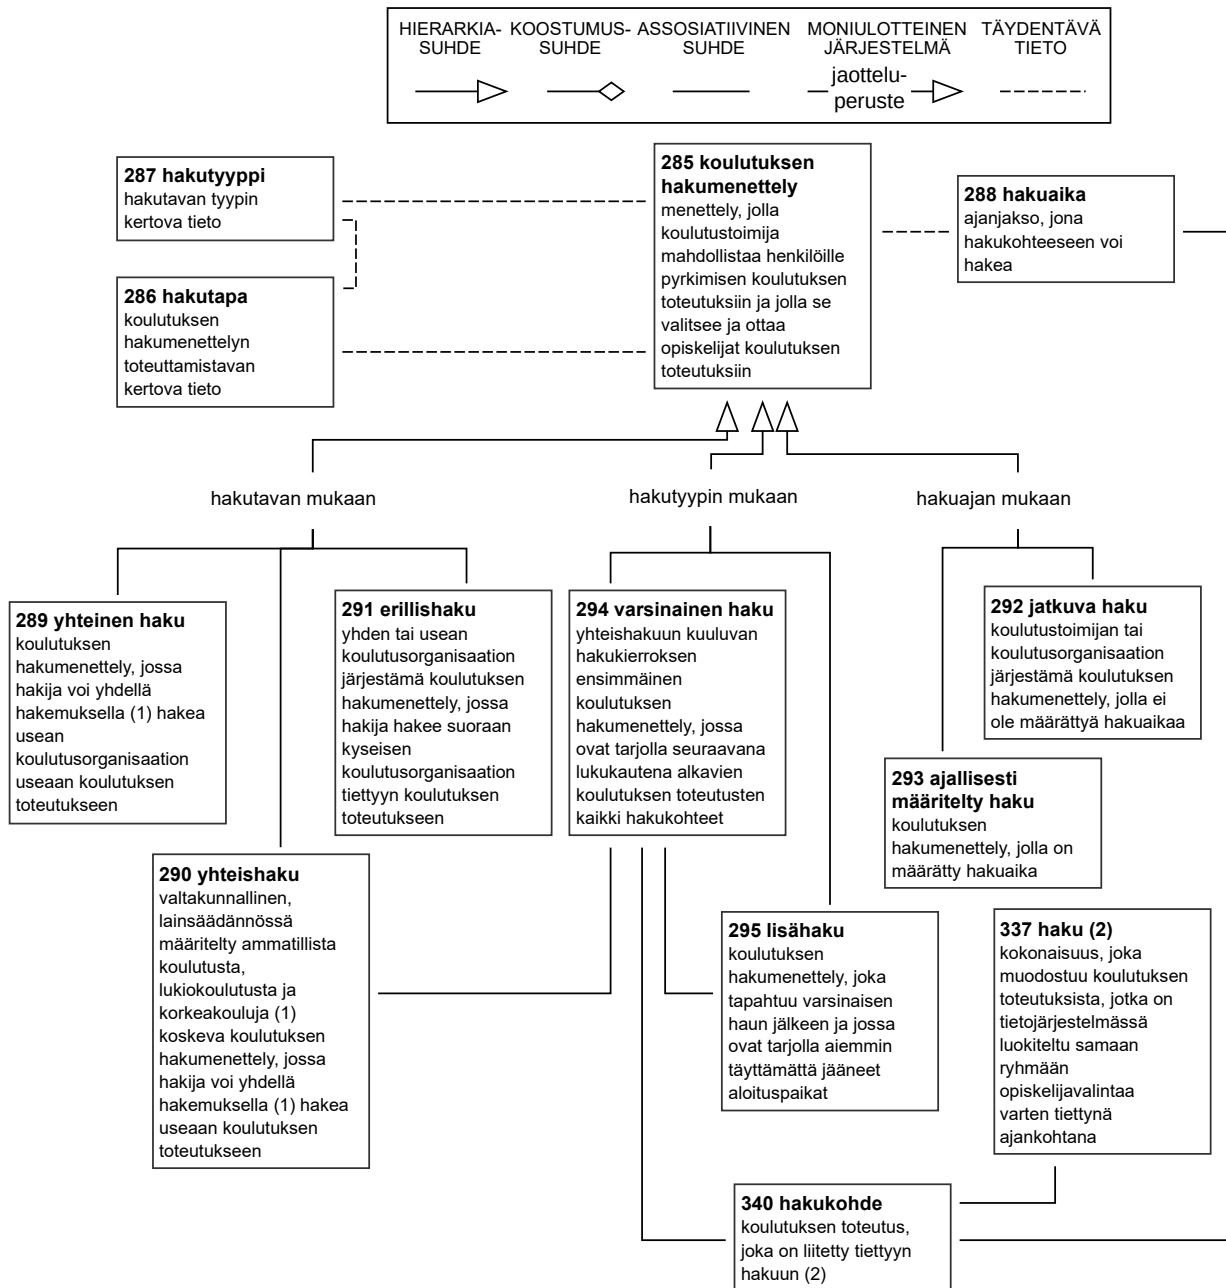 HIERARKIA-
SUHDE
KOOSTUMUS-
SUHDE
ASSOSIATIIVINEN
SUHDE
MONIULOTTEINEN
JÄRJESTELMÄ
TÄYDENTÄVÄ
TIETO
jaottelu-
peruste
287 hakutyyppi
hakutavan tyypin
kertova tieto
286 hakutapa
koulutuksen
hakumenettelyn
toteuttamistavan
kertova tieto
285 koulutuksen
hakumenettely
menettely, jolla
koulutustoimija
mahdollistaa henkilöille
pyrkimisen koulutuksen
toteutuksiin ja jolla se
valitsee ja ottaa
opiskelijat koulutuksen
toteutuksiin
288 hakuaika
ajanjakso, jona
hakukohteeseen voi
hakea
hakutavan mukaan
hakutyypin mukaan
hakuajan mukaan
289 yhteinen haku
koulutuksen
hakumenettely, jossa
hakija voi yhdellä
hakemuksella (1) hakea
usean
koulutusorganisaation
useaan koulutuksen
toteutukseen
291 erillishaku
yhden tai usean
koulutusorganisaation
järjestämä koulutuksen
hakumenettely, jossa
hakija hakee suoraan
kyseisen
koulutusorganisaation
tiettyyn koulutuksen
toteutukseen
294 varsinainen haku
yhteishakuun kuuluvan
hakukierroksen
ensimmäinen
koulutuksen
hakumenettely, jossa
ovat tarjolla seuraavana
lukukautena alkavien
koulutuksen toteutusten
kaikki hakukohteet
292 jatkuva haku
koulutustoimijan tai
koulutusorganisaation
järjestämä koulutuksen
hakumenettely, jolla ei
ole määrättyä hakuaikaa
293 ajallisesti
määritelty haku
koulutuksen
hakumenettely, jolla on
määrätty hakuaika
290 yhteishaku
valtakunnallinen,
lainsäädännössä
määritelty ammatillista
koulutusta,
lukiokoulutusta ja
korkeakouluja (1)
koskeva koulutuksen
hakumenettely, jossa
hakija voi yhdellä
hakemuksella (1) hakea
useaan koulutuksen
toteutukseen
295 lisähaku
koulutuksen
hakumenettely, joka
tapahtuu varsinaisen
haun jälkeen ja jossa
ovat tarjolla aiemmin
täyttämättä jääneet
aloituspaikat
337 haku (2)
kokonaisuus, joka
muodostuu koulutuksen
toteutuksista, jotka on
tietojärjestelmässä
luokiteltu samaan
ryhmään
opiskelijavalintaa
varten tiettynä
ajankohtana
340 hakukohde
koulutuksen toteutus,
joka on liitetty tiettyyn
hakuun (2)